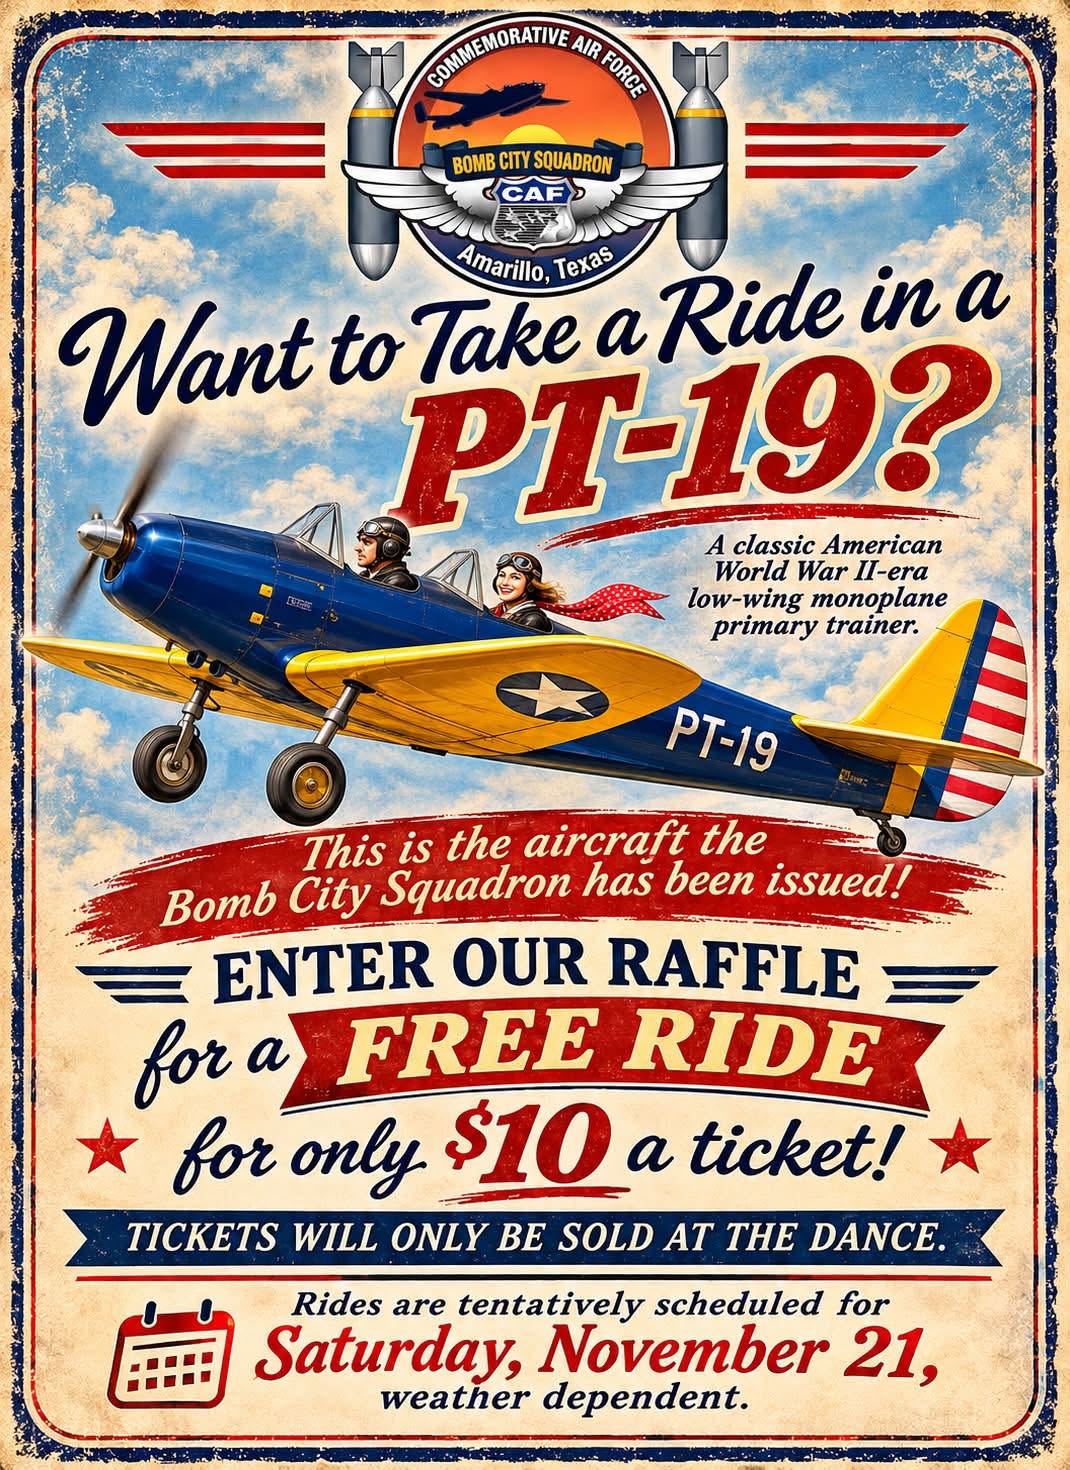 COMMEMORATIVE AIR FORCE
BOMB CITY SQUADRON
CAF
Amarillo, Texas
Want to Take a Ride in a
PT-19?
A classic American
World War II-era
low-wing monoplane
primary trainer.
PT-19
This is the aircraft the
Bomb City Squadron has been issued!
ENTER OUR RAFFLE
for a FREE RIDE
for only $10 a ticket!
TICKETS WILL ONLY BE SOLD AT THE DANCE.
Rides are tentatively scheduled for
Saturday, November 21,
weather dependent.